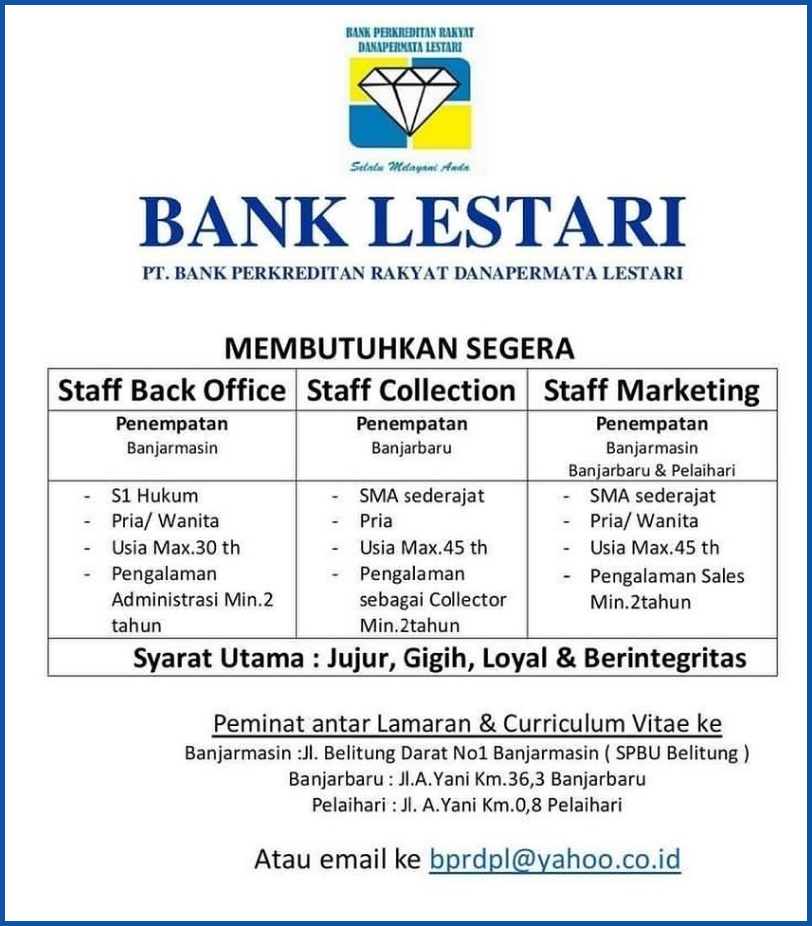 BANK PERKREDITAN RAKYAT
DANAPERMATA LESTARI
Selalu Melayani Anda
BANK LESTARI
PT. BANK PERKREDITAN RAKYAT DANAPERMATA LESTARI
MEMBUTUHKAN SEGERA
Staff Back Office
Penempatan
Banjarmasin
- S1 Hukum
- Pria/ Wanita
- Usia Max.30 th
- Pengalaman
Administrasi Min.2
tahun
Staff Collection
Penempatan
Banjarbaru
- SMA sederajat
- Pria
- Usia Max.45 th
- Pengalaman
sebagai Collector
Min.2tahun
Staff Marketing
Penempatan
Banjarmasin
Banjarbaru & Pelaihari
- SMA sederajat
- Pria/ Wanita
- Usia Max.45 th
- Pengalaman Sales
Min.2tahun
Syarat Utama : Jujur, Gigih, Loyal & Berintegritas
Peminat antar Lamaran & Curriculum Vitae ke
Banjarmasin :Jl. Belitung Darat No1 Banjarmasin ( SPBU Belitung )
Banjarbaru : Jl.A.Yani Km.36,3 Banjarbaru
Pelaihari : Jl. A.Yani Km.0,8 Pelaihari
Atau email ke bprdpl@yahoo.co.id